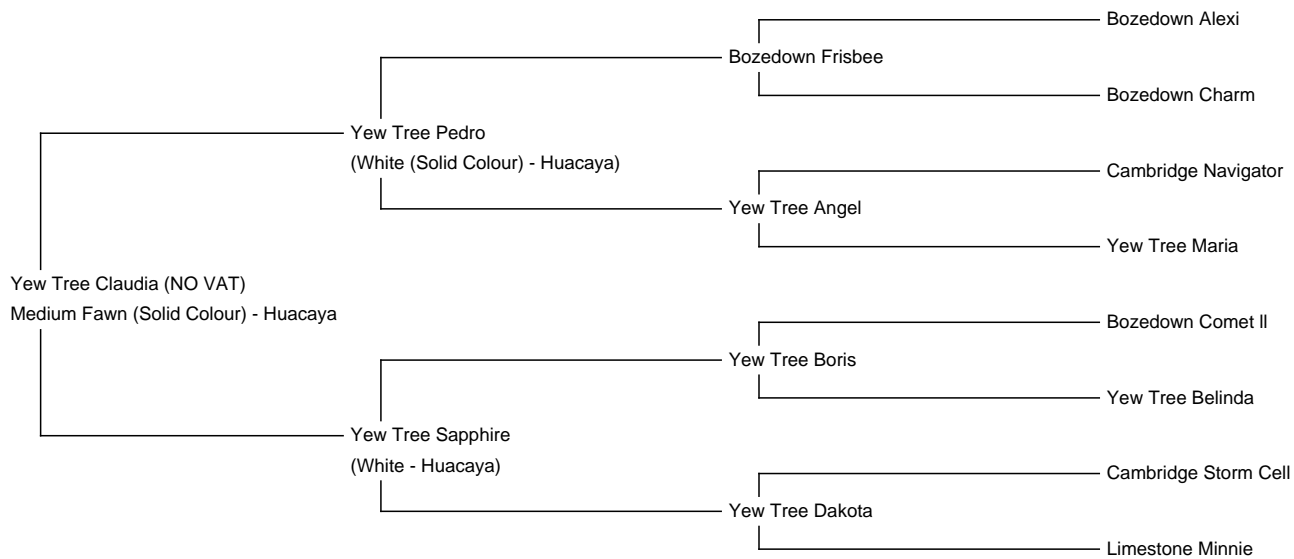 Bozedown Alexi
Bozedown Frisbee
Bozedown Charm
Yew Tree Pedro
(White (Solid Colour) - Huacaya)
Cambridge Navigator
Yew Tree Angel
Yew Tree Maria
Yew Tree Claudia (NO VAT)
Medium Fawn (Solid Colour) - Huacaya
Bozedown Comet ll
Yew Tree Boris
Yew Tree Belinda
Yew Tree Sapphire
(White - Huacaya)
Cambridge Storm Cell
Yew Tree Dakota
Limestone Minnie